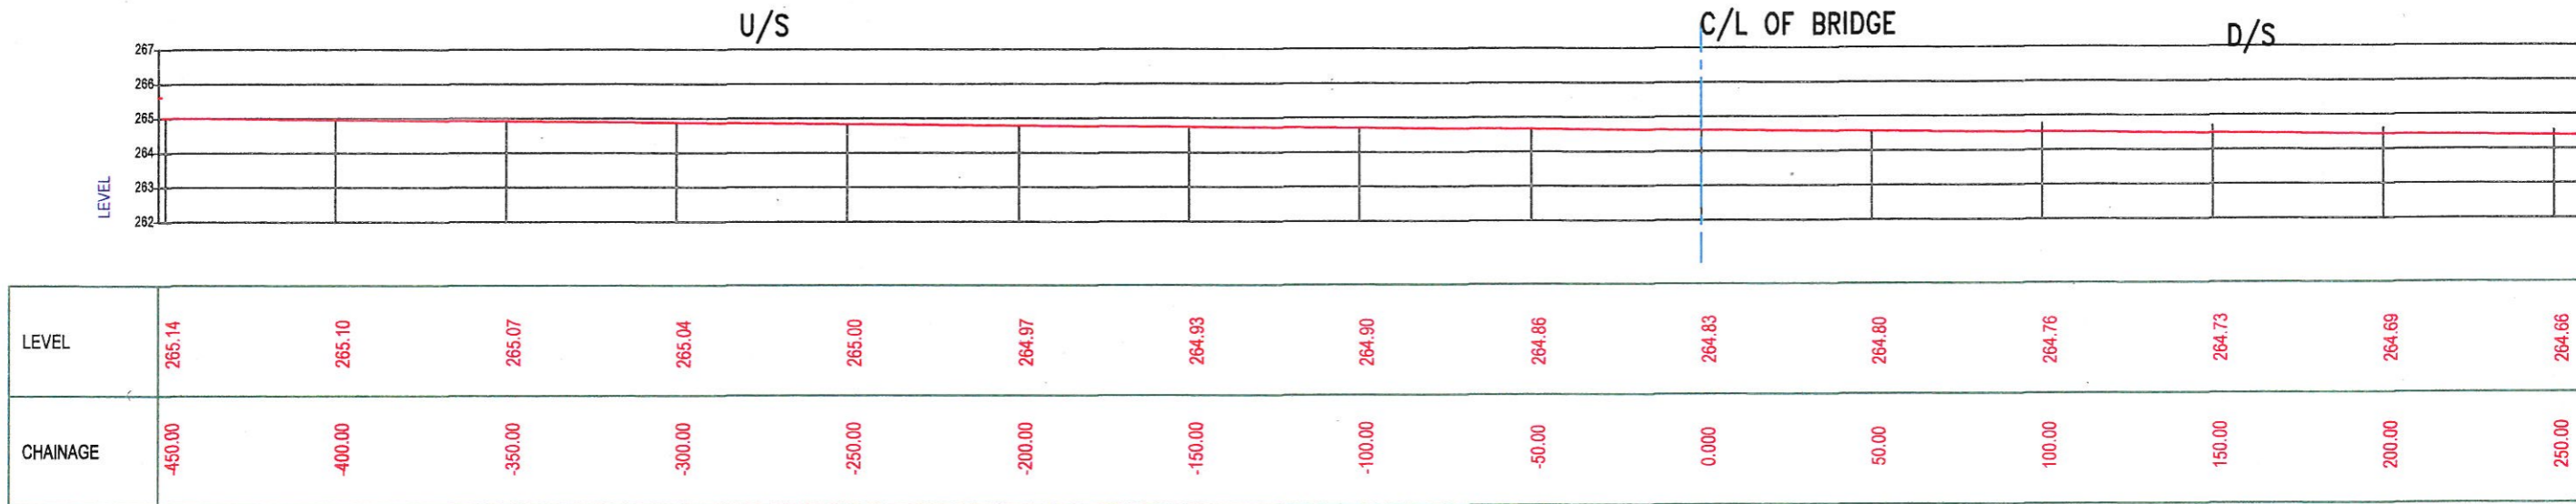 U/S
C/L OF BRIDGE
D/S
267
266
265
264
263
262
LEVEL
LEVEL 265.14 265.10 265.07 265.04 265.00 264.97 264.93 264.90 264.86 264.83 264.80 264.76 264.73 264.69 264.66
CHAINAGE -450.00 -400.00 -350.00 -300.00 -250.00 -200.00 -150.00 -100.00 -50.00 0.000 50.00 100.00 150.00 200.00 250.00